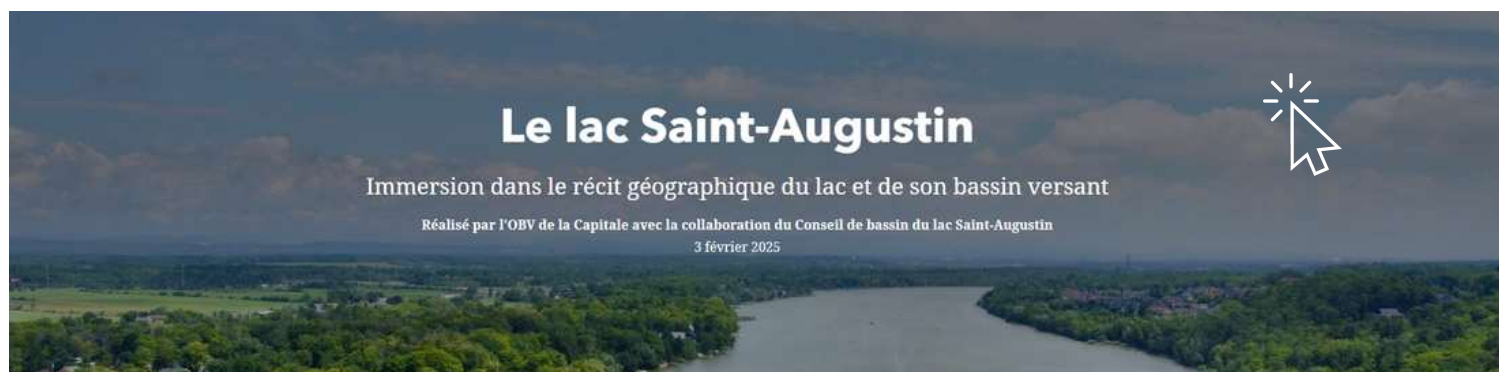 Le lac Saint-Augustin
Immersion dans le récit géographique du lac et de son bassin versant
Réalisé par l'OBV de la Capitale avec la collaboration du Conseil de bassin du lac Saint-Augustin
3 février 2025